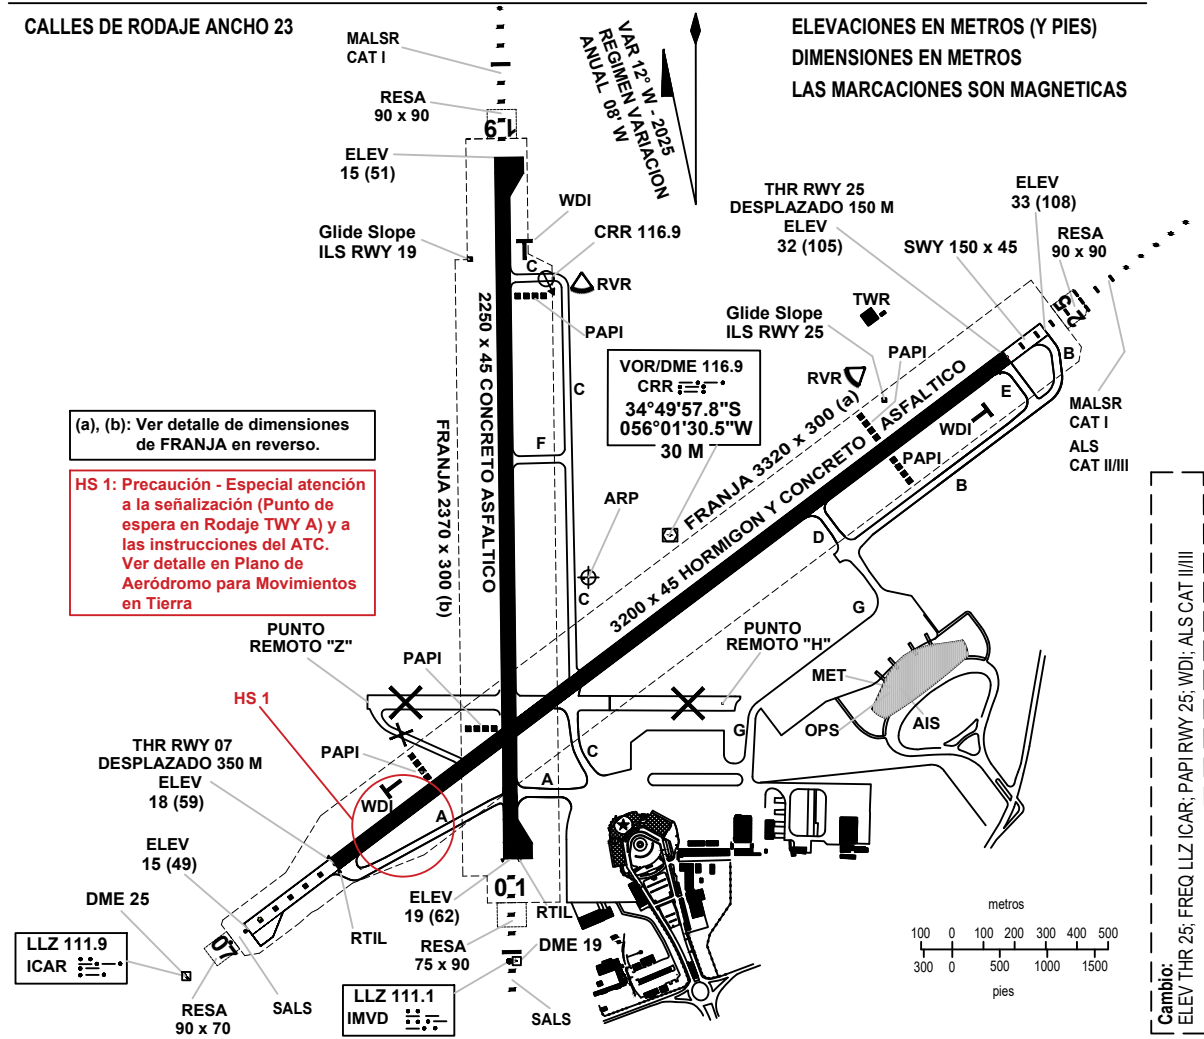 CALLES DE RODAJE ANCHO 23
ELEVACIONES EN METROS (Y PIES)
DIMENSIONES EN METROS
LAS MARCACIONES SON MAGNETICAS
VAR 12° W - 2025
REGIMEN VARIACION
ANUAL 08' W
MALSR
CAT I
RESA
90 x 90
19
ELEV
15 (51)
WDI
Glide Slope
ILS RWY 19
CRR 116.9
C
RVR
PAPI
2250 x 45 CONCRETO ASFALTICO
FRANJA 2370 x 300 (b)
C
F
THR RWY 25
DESPLAZADO 150 M
ELEV
32 (105)
ELEV
33 (108)
SWY 150 x 45
RESA
90 x 90
25
TWR
Glide Slope
ILS RWY 25
PAPI
RVR
B
E
WDI
MALSR
CAT I
ALS
CAT II/III
PAPI
B
VOR/DME 116.9
CRR
34°49'57.8"S
056°01'30.5"W
30 M
FRANJA 3320 x 300 (a)
3200 x 45 HORMIGON Y CONCRETO ASFALTICO
(a), (b): Ver detalle de dimensiones
de FRANJA en reverso.
HS 1: Precaución - Especial atención
a la señalización (Punto de
espera en Rodaje TWY A) y a
las instrucciones del ATC.
Ver detalle en Plano de
Aeródromo para Movimientos
en Tierra
ARP
C
D
G
PUNTO
REMOTO "Z"
PAPI
PUNTO
REMOTO "H"
MET
OPS
AIS
HS 1
G
C
A
THR RWY 07
DESPLAZADO 350 M
ELEV
18 (59)
PAPI
WDI
A
ELEV
15 (49)
DME 25
LLZ 111.9
ICAR
07
RESA
90 x 70
SALS
RTIL
ELEV
19 (62)
01
RTIL
RESA
75 x 90
DME 19
LLZ 111.1
IMVD
SALS
metros
100 0 100 200 300 400 500
300 0 500 1000 1500
pies
Cambio:
ELEV THR 25; FREQ LLZ ICAR; PAPI RWY 25; WDI; ALS CAT II/III